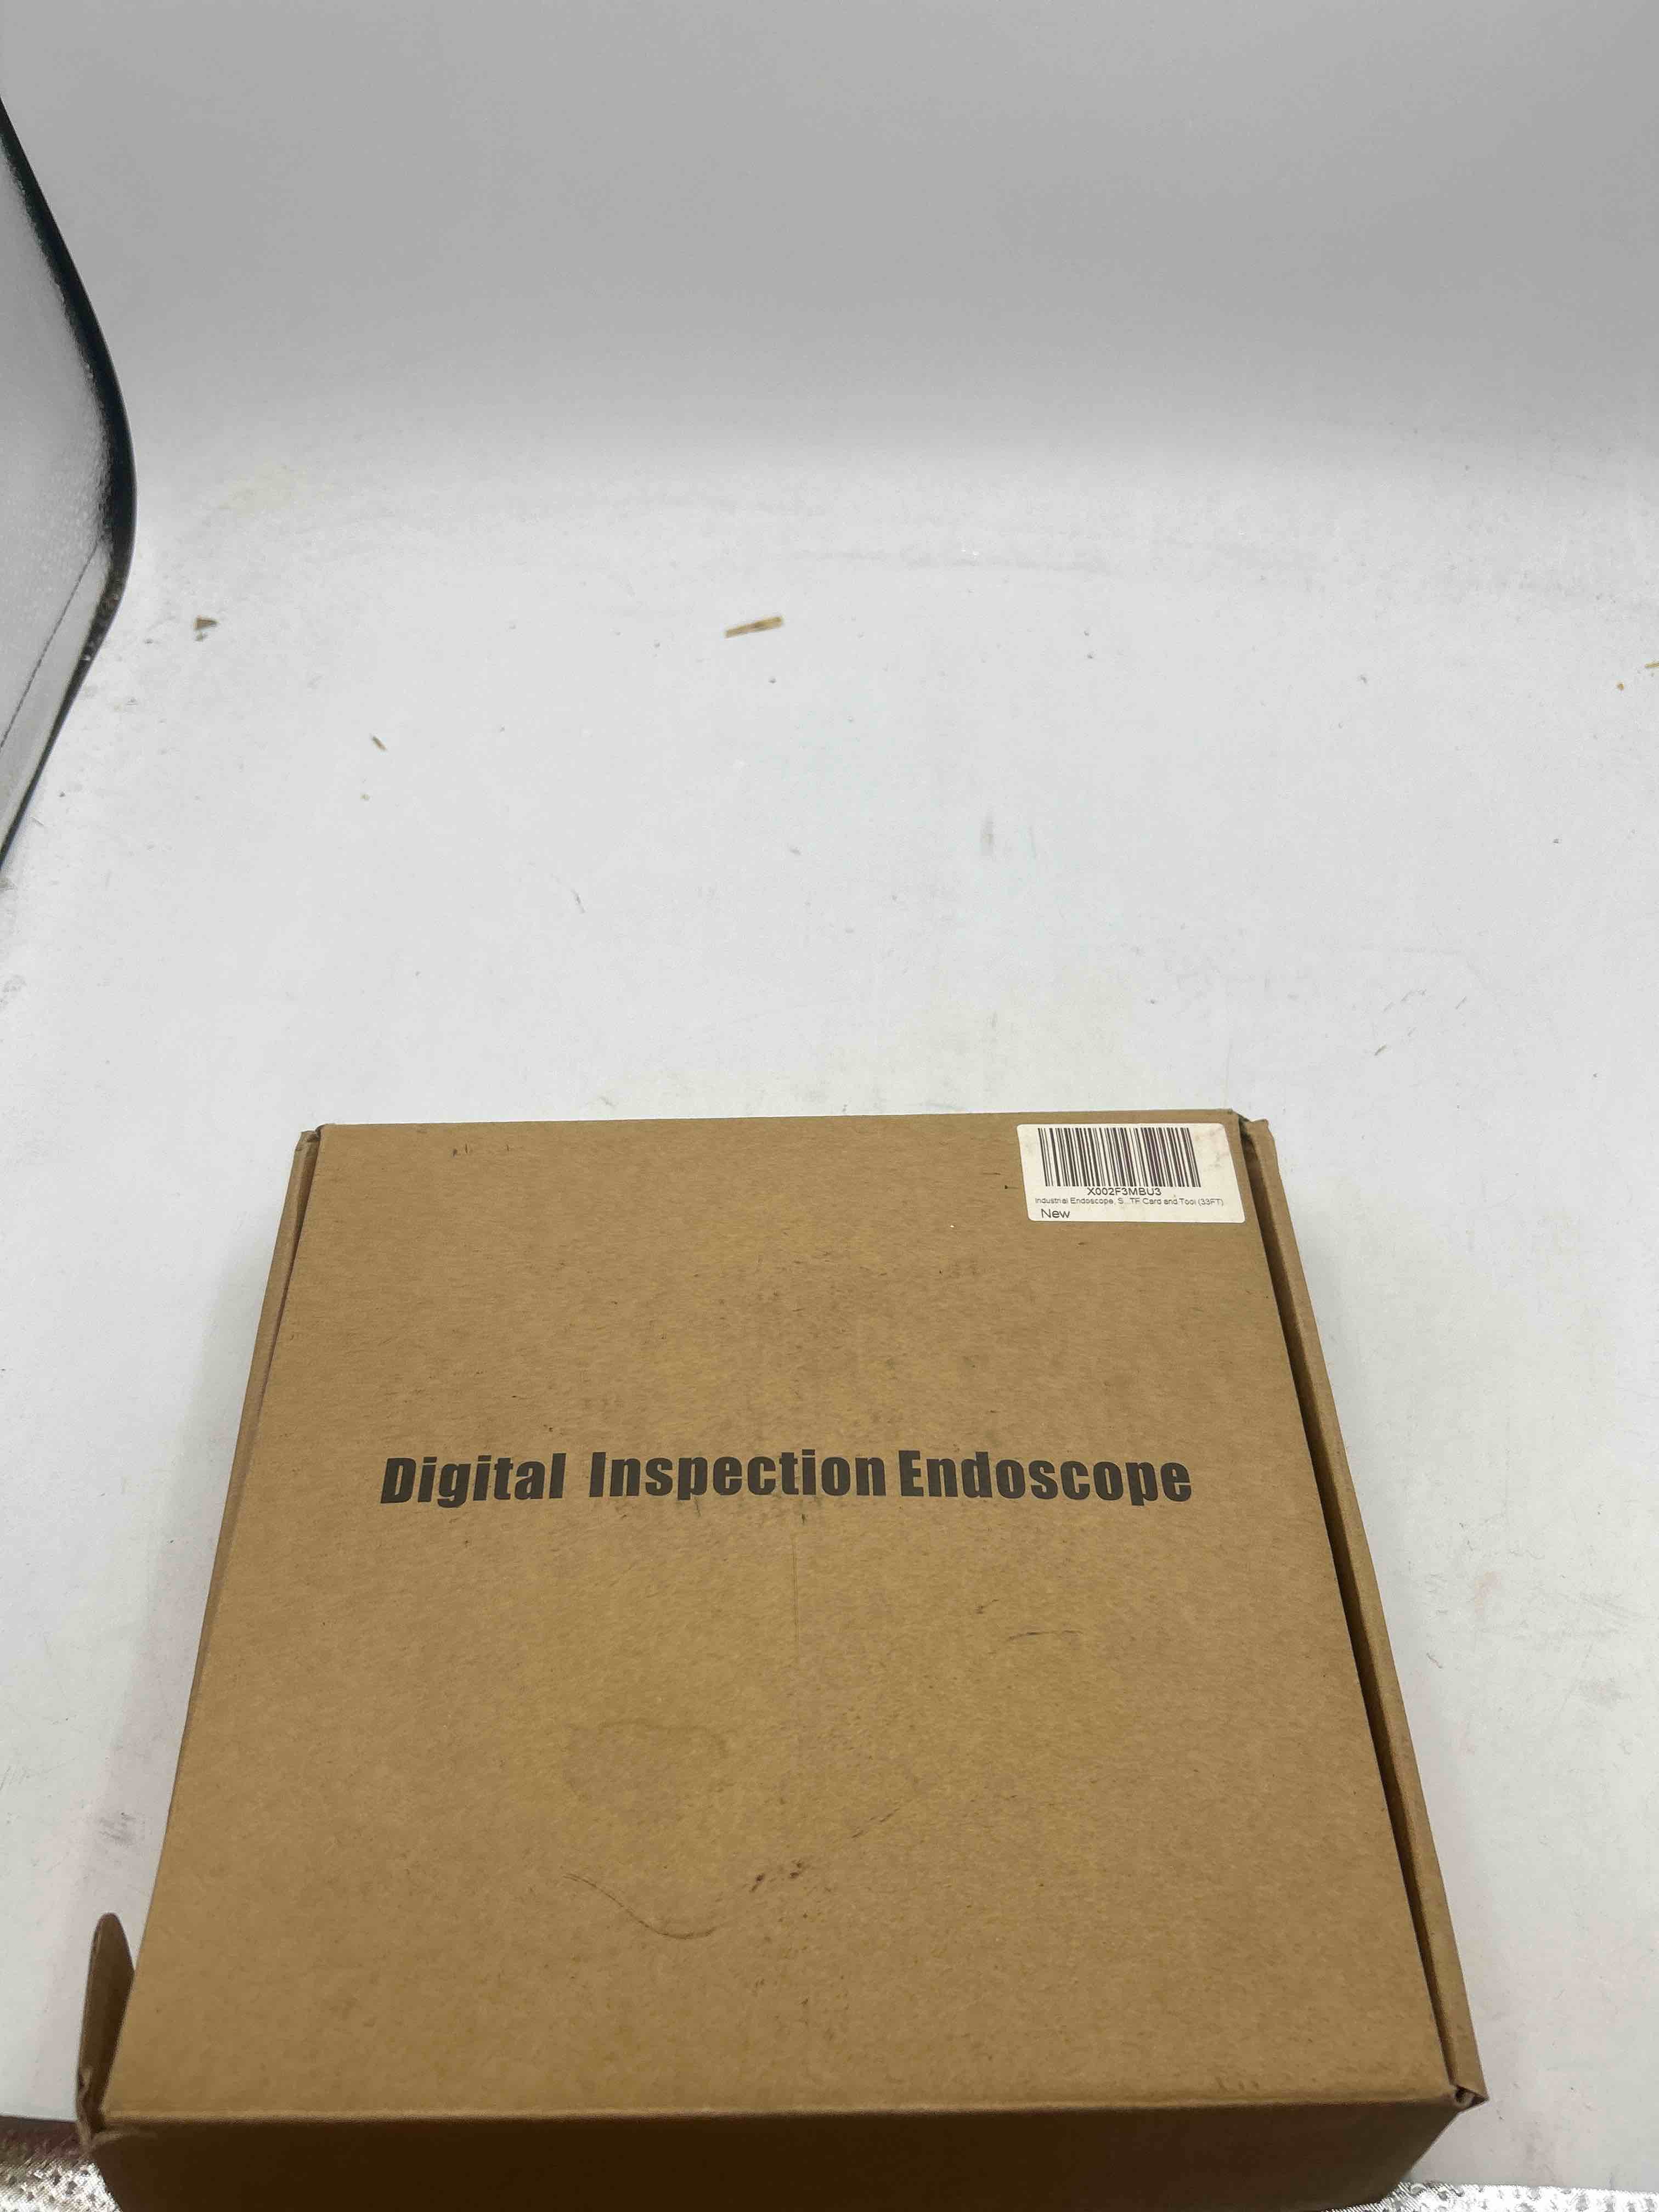 X002F3MBU3
Industrial Endoscope, S...TF Card and Tool (33FT)
New
Digital Inspection Endoscope